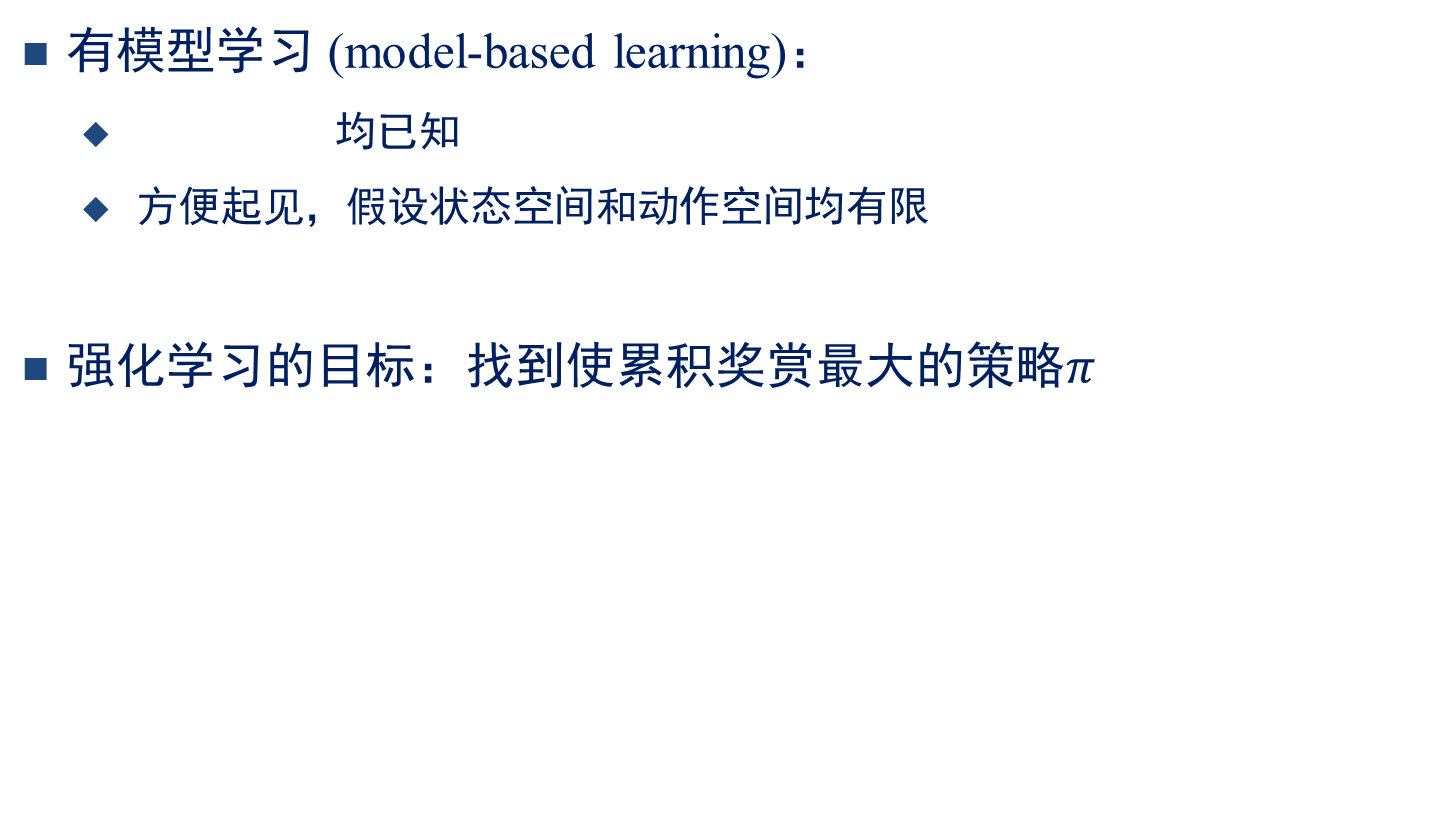 ■ 有模型学习 (model-based learning)：
◆ 均已知
◆ 方便起见，假设状态空间和动作空间均有限
■ 强化学习的目标：找到使累积奖赏最大的策略π